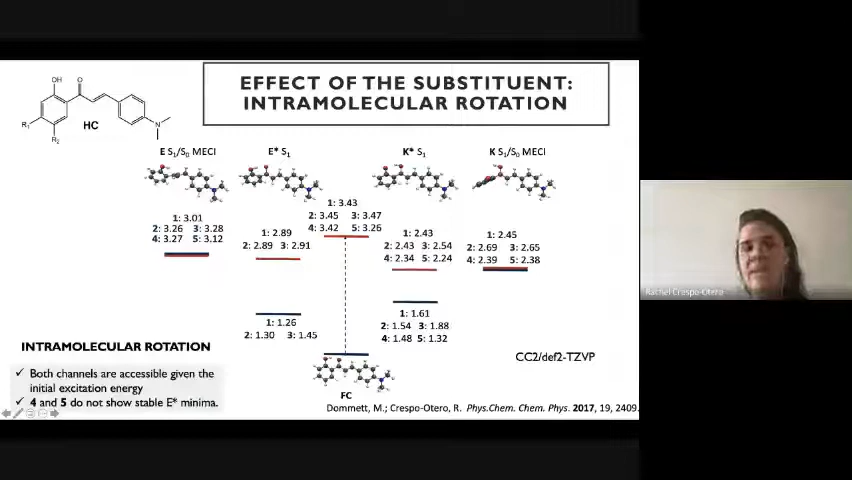 EFFECT OF THE SUBSTITUENT:
INTRAMOLECULAR ROTATION
OH
O
R1
R2
N
HC
E S1/S0 MECI
E* S1
K* S1
K S1/S0 MECI
1: 3.01
2: 3.26 3: 3.28
4: 3.27 5: 3.12
1: 2.89
2: 2.89 3: 2.91
1: 3.43
2: 3.45 3: 3.47
4: 3.42 5: 3.26
1: 2.43
2: 2.43 3: 2.54
4: 2.34 5: 2.24
1: 2.45
2: 2.69 3: 2.65
4: 2.39 5: 2.38
1: 1.26
2: 1.30 3: 1.45
1: 1.61
2: 1.54 3: 1.88
4: 1.48 5: 1.32
FC
CC2/def2-TZVP
INTRAMOLECULAR ROTATION
✓ Both channels are accessible given the
initial excitation energy
✓ 4 and 5 do not show stable E* minima.
Dommett, M.; Crespo-Otero, R. Phys.Chem. Chem. Phys. 2017, 19, 2409.
Rachel Crespo-Otero